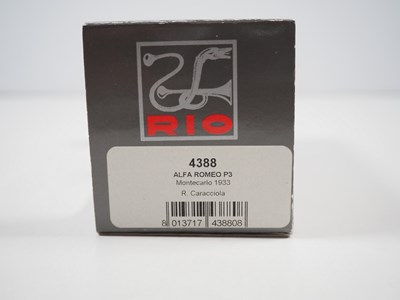 RIO
4388
ALFA ROMEO P3
Montecarlo 1933
R. Caracciola
8 013717 438808